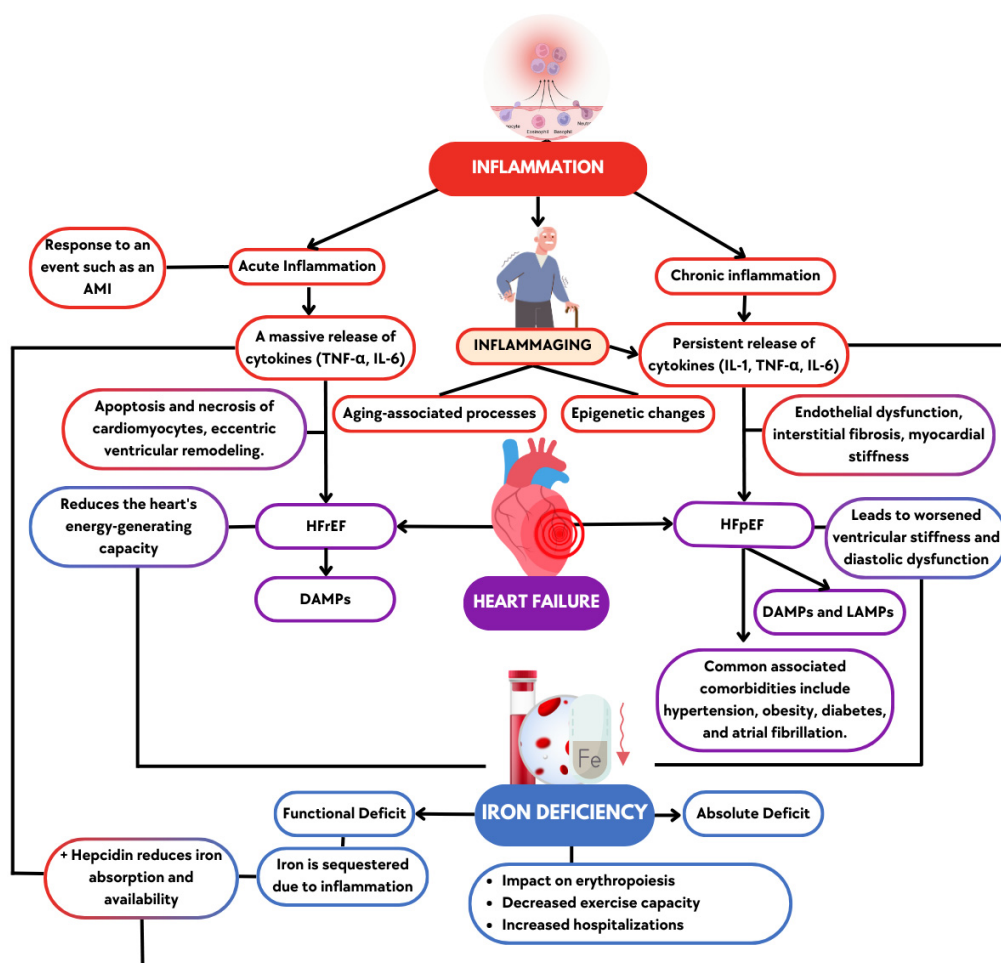 Eosinophil
Basophil
INFLAMMATION
Response to an
event such as an
AMI
Acute Inflammation
Chronic inflammation
A massive release of
cytokines (TNF-α, IL-6)
INFLAMMAGING
Persistent release of
cytokines (IL-1, TNF-α, IL-6)
Apoptosis and necrosis of
cardiomyocytes, eccentric
ventricular remodeling.
Aging-associated processes
Epigenetic changes
Endothelial dysfunction,
interstitial fibrosis, myocardial
stiffness
Reduces the heart's
energy-generating
capacity
HFrEF
HFpEF
Leads to worsened
ventricular stiffness and
diastolic dysfunction
DAMPs
HEART FAILURE
DAMPs and LAMPs
Common associated
comorbidities include
hypertension, obesity, diabetes,
and atrial fibrillation.
Fe
Functional Deficit
IRON DEFICIENCY
Absolute Deficit
+ Hepcidin reduces iron
absorption and
availability
Iron is sequestered
due to inflammation
• Impact on erythropoiesis
• Decreased exercise capacity
• Increased hospitalizations